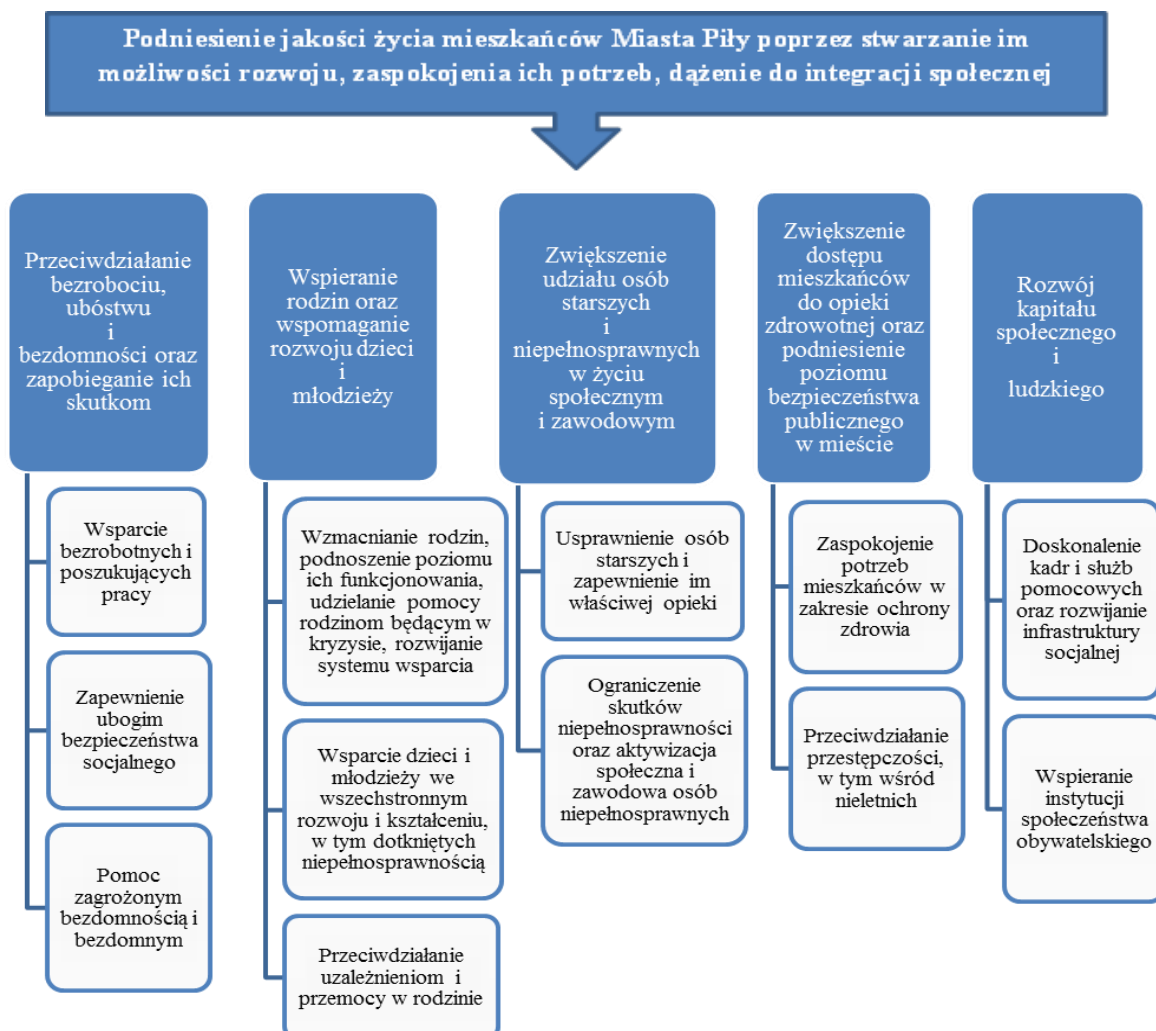 Podniesienie jakości życia mieszkańców Miasta Piły poprzez stwarzanie im
możliwości rozwoju, zaspokojenia ich potrzeb, dążenie do integracji społecznej
Przeciwdziałanie
bezrobociu,
ubóstwu
i
bezdomności oraz
zapobieganie ich
skutkom
Wsparcie
bezrobotnych i
poszukujących
pracy
Zapewnienie
ubogim
bezpieczeństwa
socjalnego
Pomoc
zagrożonym
bezdomnością i
bezdomnym
Wspieranie
rodzin oraz
wspomaganie
rozwoju dzieci
i
młodzieży
Wzmacnianie rodzin,
podnoszenie poziomu
ich funkcjonowania,
udzielanie pomocy
rodzinom będącym w
kryzysie, rozwijanie
systemu wsparcia
Wsparcie dzieci i
młodzieży we
wszechstronnym
rozwoju i kształceniu,
w tym dotkniętych
niepełnosprawnością
Przeciwdziałanie
uzależnieniom i
przemocy w rodzinie
Zwiększenie
udziału osób
starszych
i
niepełnosprawnych
w życiu
społecznym
i zawodowym
Usprawnienie osób
starszych i
zapewnienie im
właściwej opieki
Ograniczenie
skutków
niepełnosprawności
oraz aktywizacja
społeczna i
zawodowa osób
niepełnosprawnych
Zwiększenie
dostępu
mieszkańców
do opieki
zdrowotnej oraz
podniesienie
poziomu
bezpieczeństwa
publicznego
w mieście
Zaspokojenie
potrzeb
mieszkańców w
zakresie ochrony
zdrowia
Przeciwdziałanie
przestępczości,
w tym wśród
nieletnich
Rozwój
kapitału
społecznego
i
ludzkiego
Doskonalenie
kadr i służb
pomocowych
oraz rozwijanie
infrastruktury
socjalnej
Wspieranie
instytucji
społeczeństwa
obywatelskiego